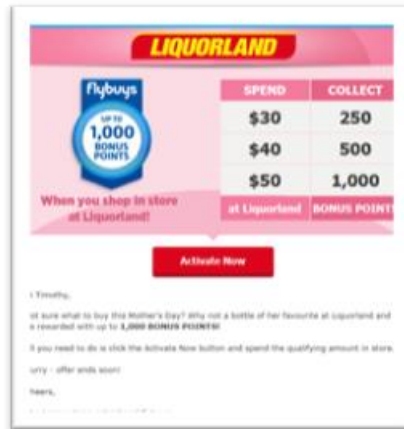 LIQUORLAND
flybuys
UP TO
1,000
BONUS
POINTS
When you shop in store
at Liquorland!
SPEND COLLECT
$30 250
$40 500
$50 1,000
at Liquorland BONUS POINT
Activate Now
Timothy,
ot sure what to buy this Mother's Day? Why not a bottle of her favourite at Liquorland and
rewarded with up to 1,000 BONUS POINTS!
you need to do is click the Activate Now button and spend the qualifying amount in store.
urry - offer ends soon!
heers,